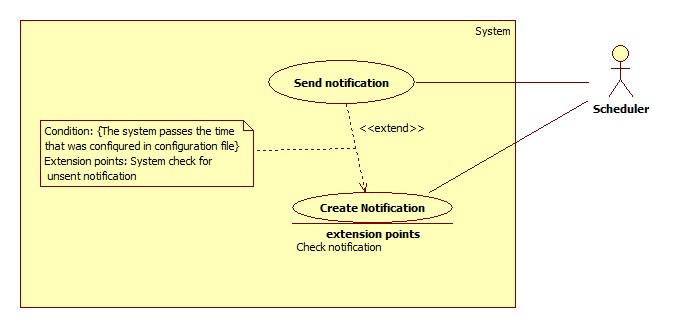 System
Send notification
Scheduler
<<extend>>
Condition: {The system passes the time
that was configured in configuration file}
Extension points: System check for
unsent notification
Create Notification
extension points
Check notification